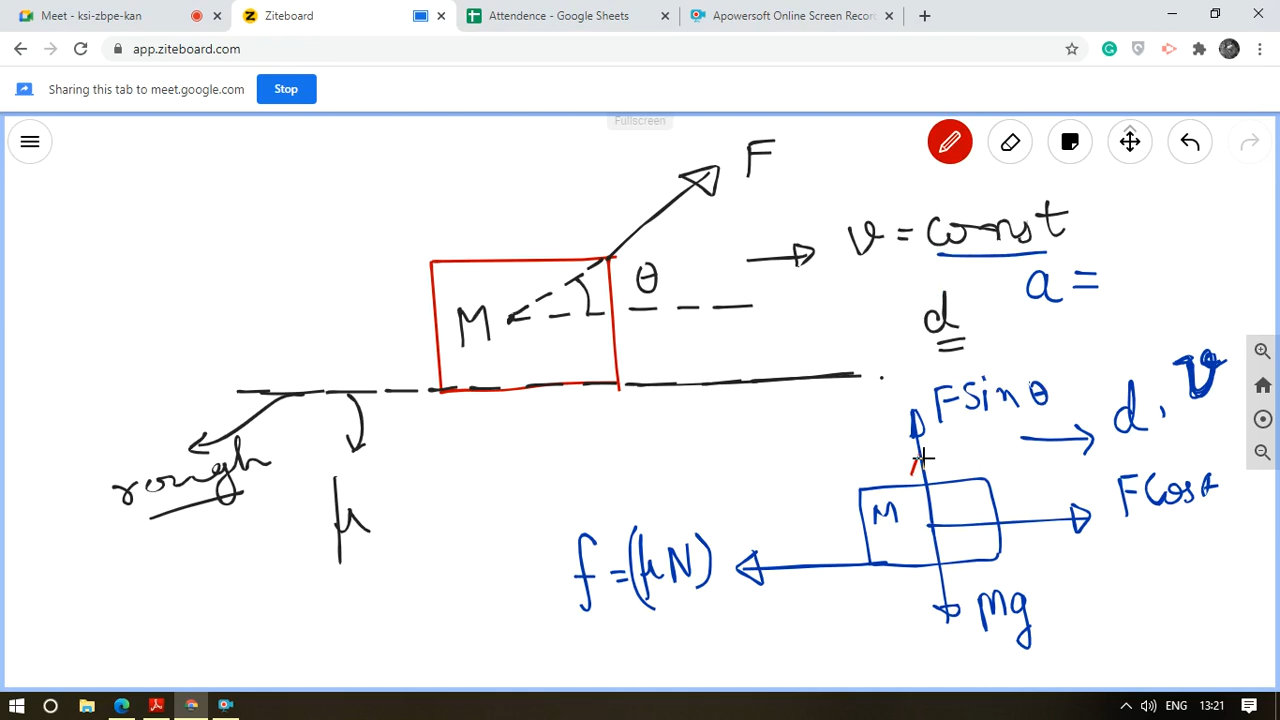 Meet - ksi-zbpe-kan
Ziteboard
Attendence - Google Sheets
Apowersoft Online Screen Recor
app.ziteboard.com
Sharing this tab to meet.google.com
Stop
Fullscreen
F
v = const
θ
a =
M
d
F Sin θ
d, v
rough
μ
M
F Cos θ
f = (μN)
Mg
ENG
13:21